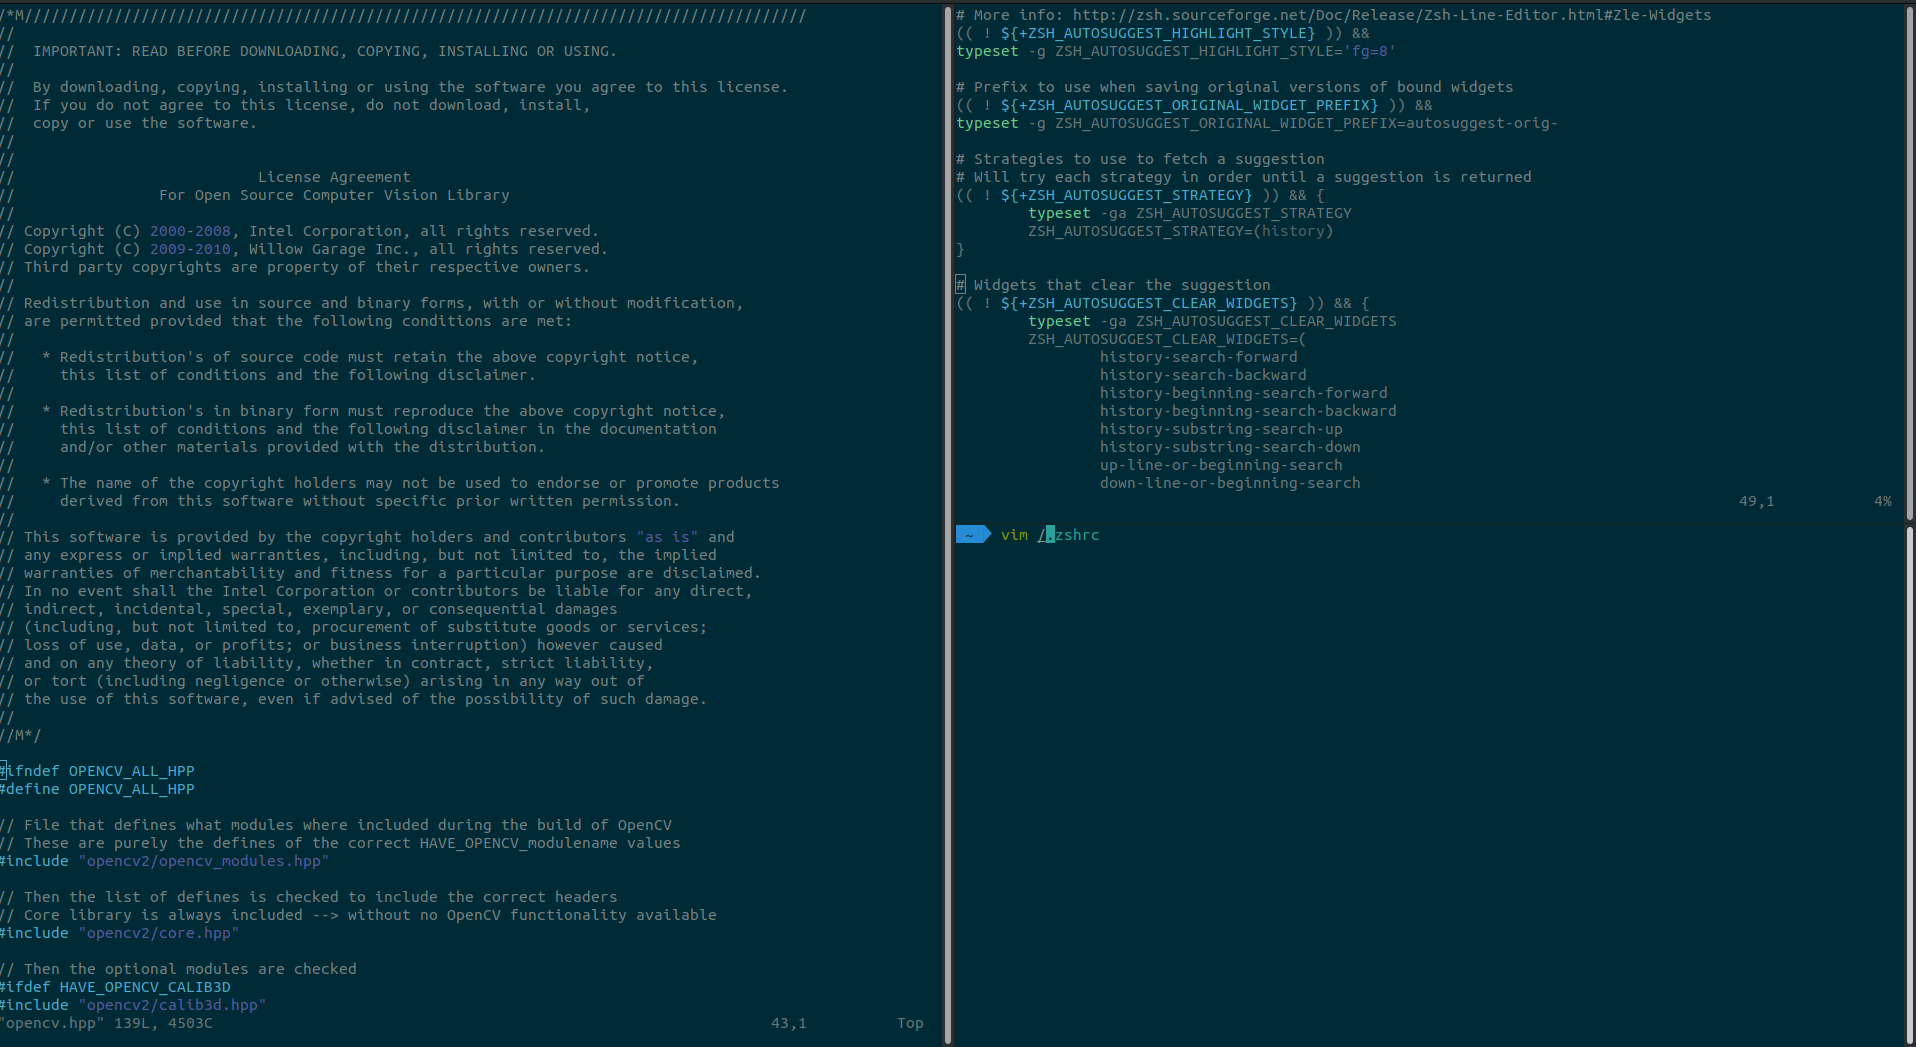 /*M///////////////////////////////////////////////////////////////////////////////////////
//
//  IMPORTANT: READ BEFORE DOWNLOADING, COPYING, INSTALLING OR USING.
//
//  By downloading, copying, installing or using the software you agree to this license.
//  If you do not agree to this license, do not download, install,
//  copy or use the software.
//
//
//                           License Agreement
//                For Open Source Computer Vision Library
//
// Copyright (C) 2000-2008, Intel Corporation, all rights reserved.
// Copyright (C) 2009-2010, Willow Garage Inc., all rights reserved.
// Third party copyrights are property of their respective owners.
//
// Redistribution and use in source and binary forms, with or without modification,
// are permitted provided that the following conditions are met:
//
//   * Redistribution's of source code must retain the above copyright notice,
//     this list of conditions and the following disclaimer.
//
//   * Redistribution's in binary form must reproduce the above copyright notice,
//     this list of conditions and the following disclaimer in the documentation
//     and/or other materials provided with the distribution.
//
//   * The name of the copyright holders may not be used to endorse or promote products
//     derived from this software without specific prior written permission.
//
// This software is provided by the copyright holders and contributors "as is" and
// any express or implied warranties, including, but not limited to, the implied
// warranties of merchantability and fitness for a particular purpose are disclaimed.
// In no event shall the Intel Corporation or contributors be liable for any direct,
// indirect, incidental, special, exemplary, or consequential damages
// (including, but not limited to, procurement of substitute goods or services;
// loss of use, data, or profits; or business interruption) however caused
// and on any theory of liability, whether in contract, strict liability,
// or tort (including negligence or otherwise) arising in any way out of
// the use of this software, even if advised of the possibility of such damage.
//
//M*/

#ifndef OPENCV_ALL_HPP
#define OPENCV_ALL_HPP

// File that defines what modules where included during the build of OpenCV
// These are purely the defines of the correct HAVE_OPENCV_modulename values
#include "opencv2/opencv_modules.hpp"

// Then the list of defines is checked to include the correct headers
// Core library is always included --> without no OpenCV functionality available
#include "opencv2/core.hpp"

// Then the optional modules are checked
#ifdef HAVE_OPENCV_CALIB3D
#include "opencv2/calib3d.hpp"
"opencv.hpp" 139L, 4503C 43,1 Top
# More info: http://zsh.sourceforge.net/Doc/Release/Zsh-Line-Editor.html#Zle-Widgets
(( ! ${+ZSH_AUTOSUGGEST_HIGHLIGHT_STYLE} )) &&
typeset -g ZSH_AUTOSUGGEST_HIGHLIGHT_STYLE='fg=8'

# Prefix to use when saving original versions of bound widgets
(( ! ${+ZSH_AUTOSUGGEST_ORIGINAL_WIDGET_PREFIX} )) &&
typeset -g ZSH_AUTOSUGGEST_ORIGINAL_WIDGET_PREFIX=autosuggest-orig-

# Strategies to use to fetch a suggestion
# Will try each strategy in order until a suggestion is returned
(( ! ${+ZSH_AUTOSUGGEST_STRATEGY} )) && {
        typeset -ga ZSH_AUTOSUGGEST_STRATEGY
        ZSH_AUTOSUGGEST_STRATEGY=(history)
}

# Widgets that clear the suggestion
(( ! ${+ZSH_AUTOSUGGEST_CLEAR_WIDGETS} )) && {
        typeset -ga ZSH_AUTOSUGGEST_CLEAR_WIDGETS
        ZSH_AUTOSUGGEST_CLEAR_WIDGETS=(
                history-search-forward
                history-search-backward
                history-beginning-search-forward
                history-beginning-search-backward
                history-substring-search-up
                history-substring-search-down
                up-line-or-beginning-search
                down-line-or-beginning-search
49,1 4%
~ vim /.zshrc